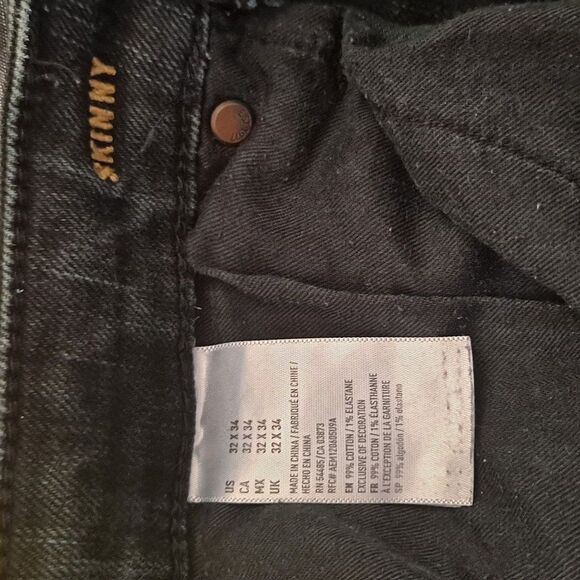 SKINNY
US 32 X 34
CA 32 X 34
MX 32 X 34
UK 32 X 34
MADE IN CHINA / FABRIQUÉ EN CHINE /
HECHO EN CHINA
RN 54485/CA 03873
RFC# AEM120605U9A
EN 99% COTTON / 1% ELASTANE
EXCLUSIVE OF DECORATION
FR 99% COTON / 1% ÉLASTHANNE
À L'EXCEPTION DE LA GARNITURE
SP 99% algodón / 1% elastano